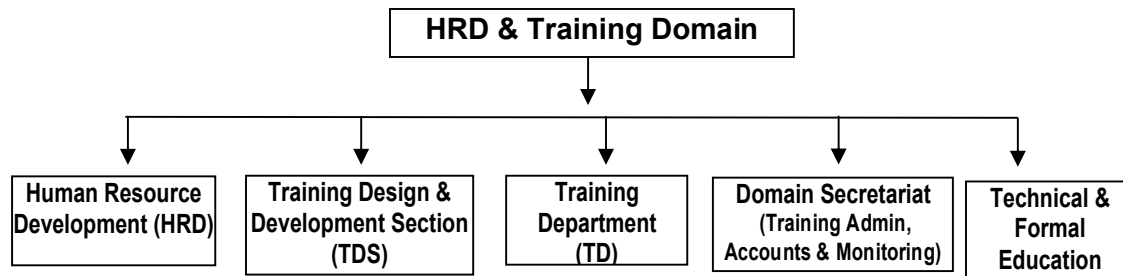 HRD & Training Domain
Human Resource
Development (HRD)
Training Design &
Development Section
(TDS)
Training
Department
(TD)
Domain Secretariat
(Training Admin,
Accounts & Monitoring)
Technical &
Formal
Education